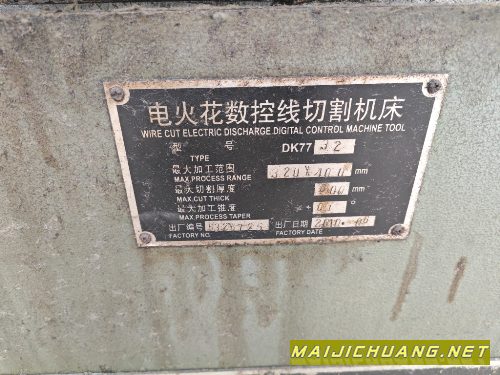 电火花数控线切割机床
WIRE CUT ELECTRIC DISCHARGE DIGITAL CONTROL MACHINE TOOL
型 号 DK77 32
TYPE
最大加工范围 320×400 mm
MAX.PROCESS RANGE
最大切割厚度 mm
MAX.CUT THICK
最大加工锥度 ±
MAX.PROCESS TAPER
出厂编号 出厂日期
FACTORY NO. FACTORY DATE
MAIJICHUANG.NET